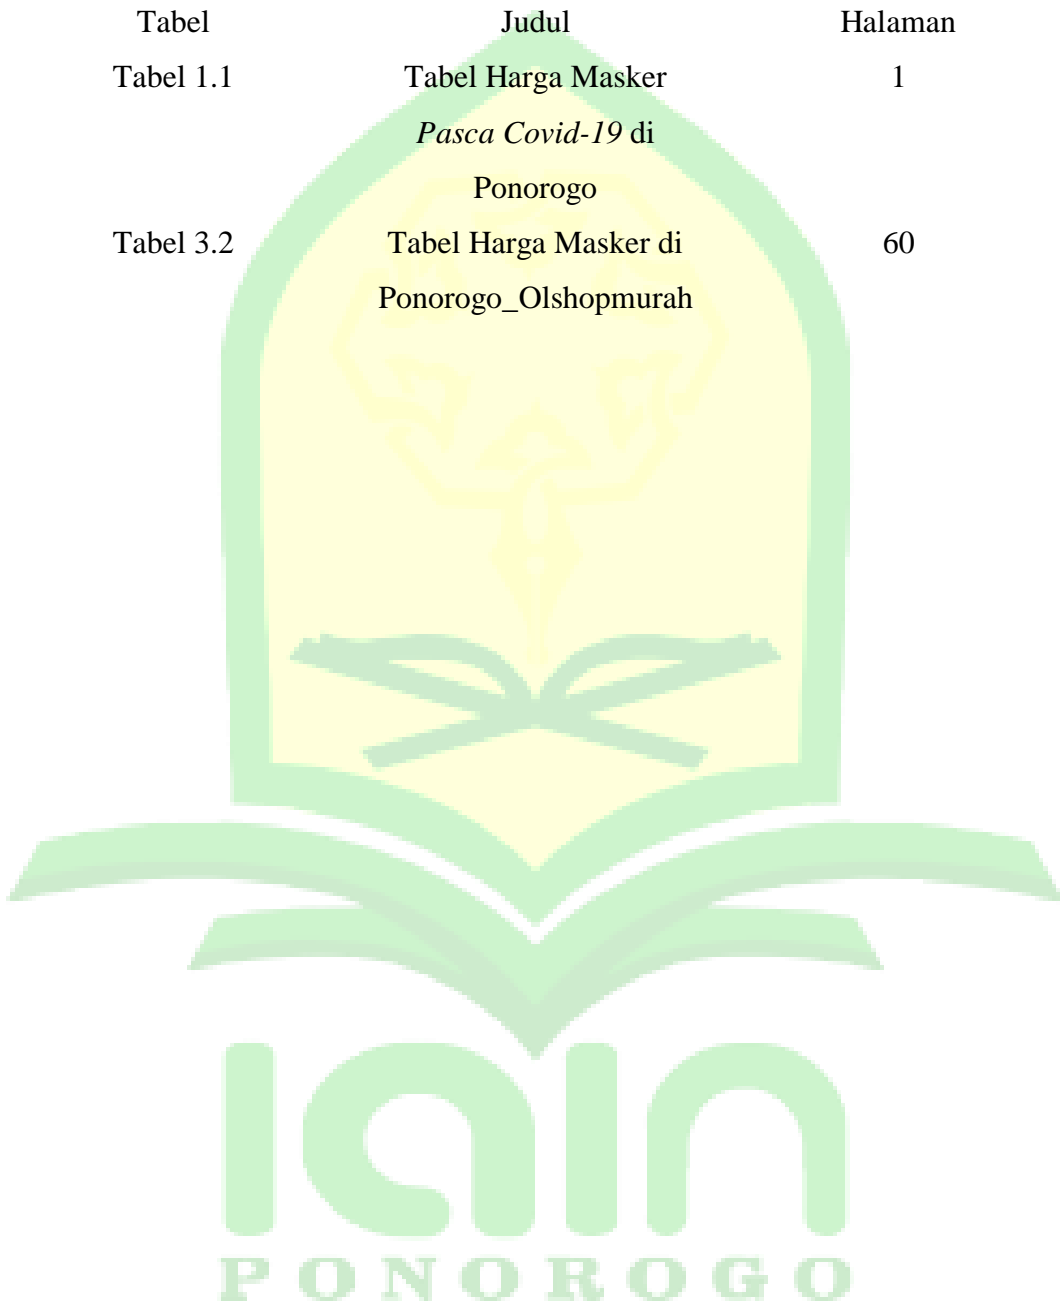 Tabel Judul Halaman
Tabel 1.1 Tabel Harga Masker 1
Pasca Covid-19 di
Ponorogo
Tabel 3.2 Tabel Harga Masker di 60
Ponorogo_Olshopmurah
iain
PONOROGO